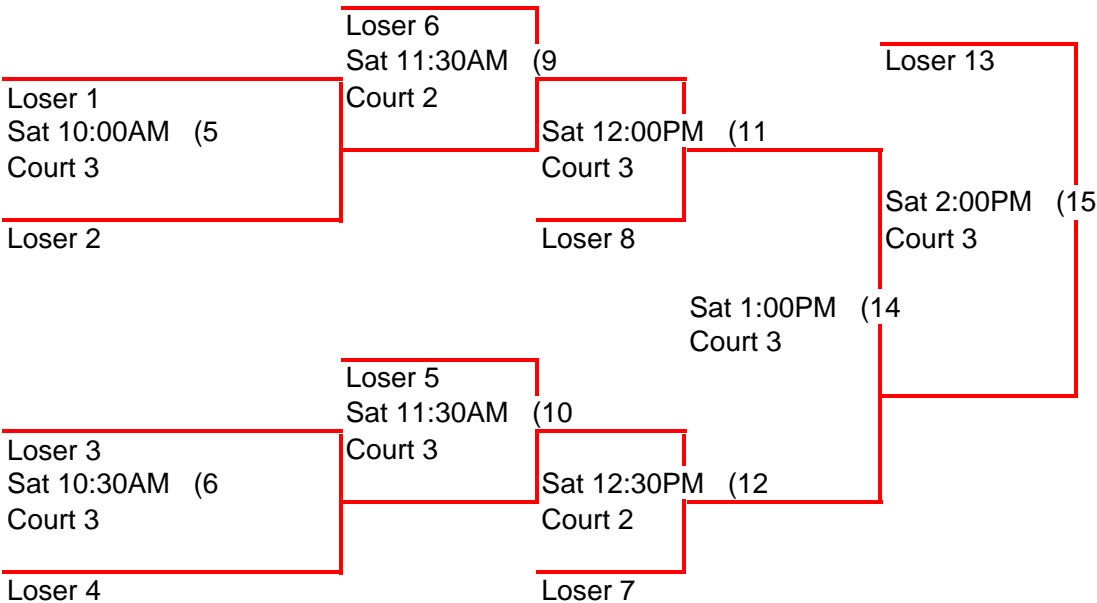 Loser 6
Sat 11:30AM (9
Court 2
Loser 13
Loser 1
Sat 10:00AM (5
Court 3
Sat 12:00PM (11
Court 3
Loser 2
Loser 8
Sat 2:00PM (15
Court 3
Sat 1:00PM (14
Court 3
Loser 5
Sat 11:30AM (10
Court 3
Loser 3
Sat 10:30AM (6
Court 3
Sat 12:30PM (12
Court 2
Loser 4
Loser 7